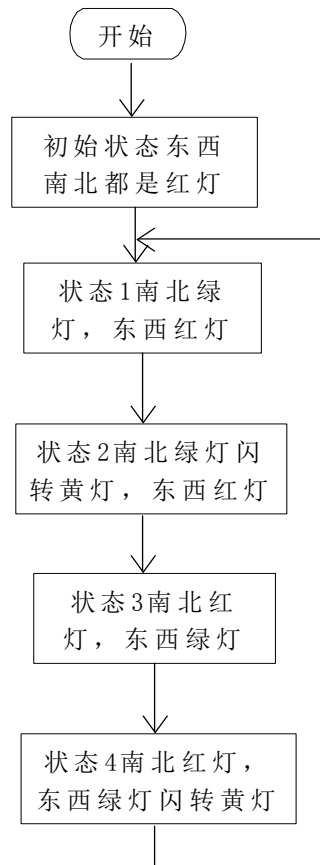 开始
初始状态东西
南北都是红灯
状态1南北绿
灯，东西红灯
状态2南北绿灯闪
转黄灯，东西红灯
状态3南北红
灯，东西绿灯
状态4南北红灯，
东西绿灯闪转黄灯